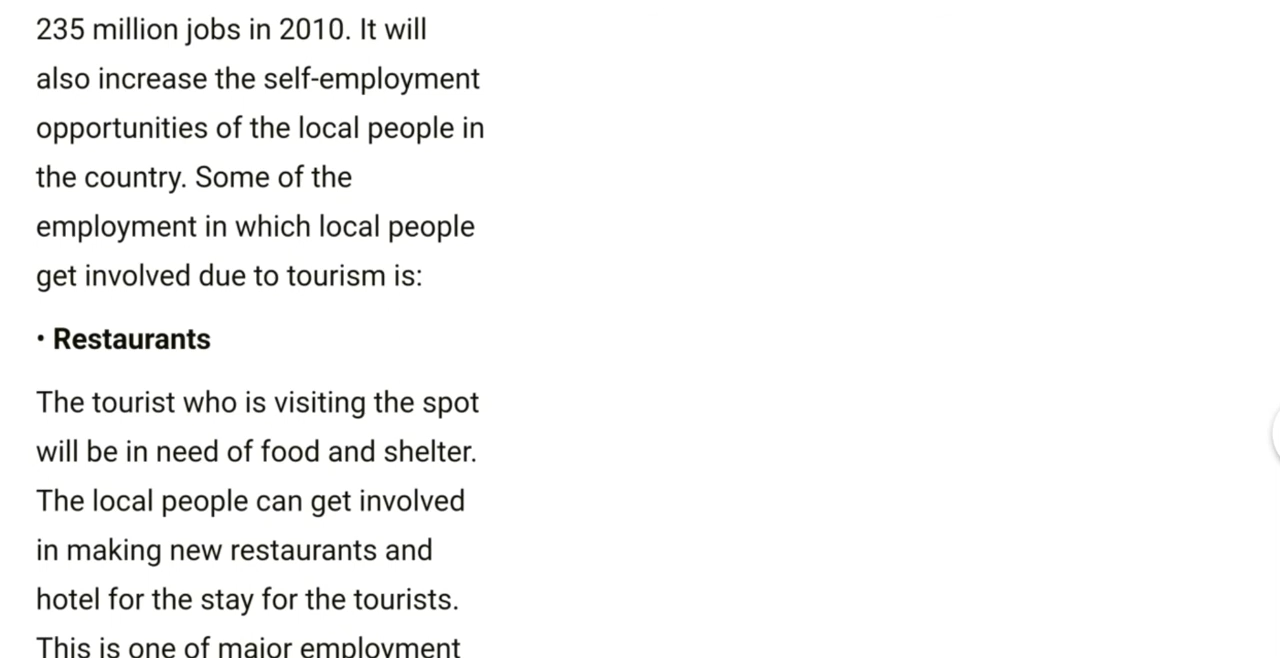 235 million jobs in 2010. It will
also increase the self-employment
opportunities of the local people in
the country. Some of the
employment in which local people
get involved due to tourism is:
• Restaurants
The tourist who is visiting the spot
will be in need of food and shelter.
The local people can get involved
in making new restaurants and
hotel for the stay for the tourists.
This is one of major employment